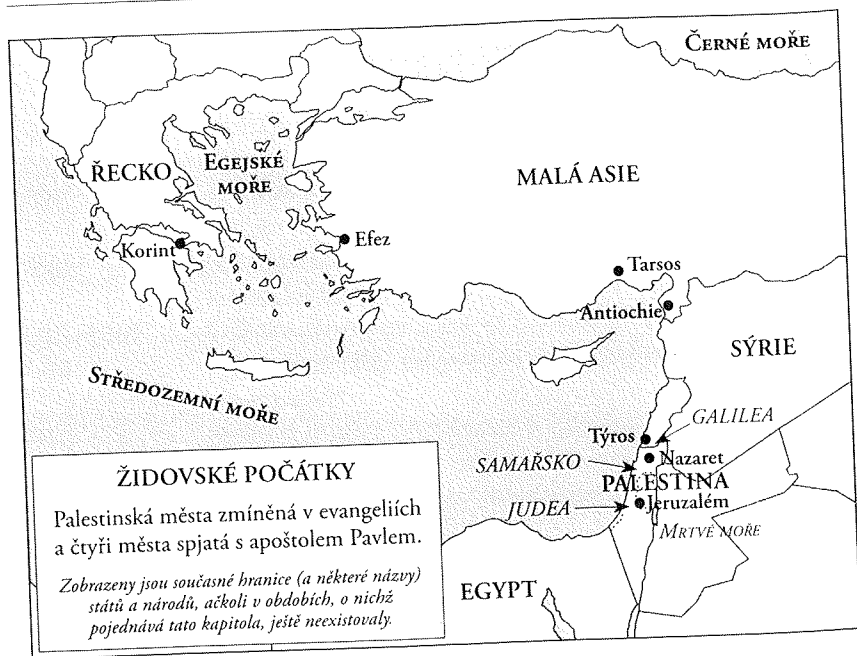 ČERNÉ MOŘE
EGEJSKÉ
MOŘE
ŘECKO
MALÁ ASIE
Korint
Efez
Tarsos
Antiochie
SÝRIE
STŘEDOZEMNÍ MOŘE
GALILEA
Týros
SAMAŘSKO
Nazaret
PALESTINA
JUDEA
Jeruzalém
MRTVÉ MOŘE
EGYPT
ŽIDOVSKÉ POČÁTKY
Palestinská města zmíněná v evangeliích
a čtyři města spjatá s apoštolem Pavlem.
Zobrazeny jsou současné hranice (a některé názvy)
států a národů, ačkoli v obdobích, o nichž
pojednává tato kapitola, ještě neexistovaly.